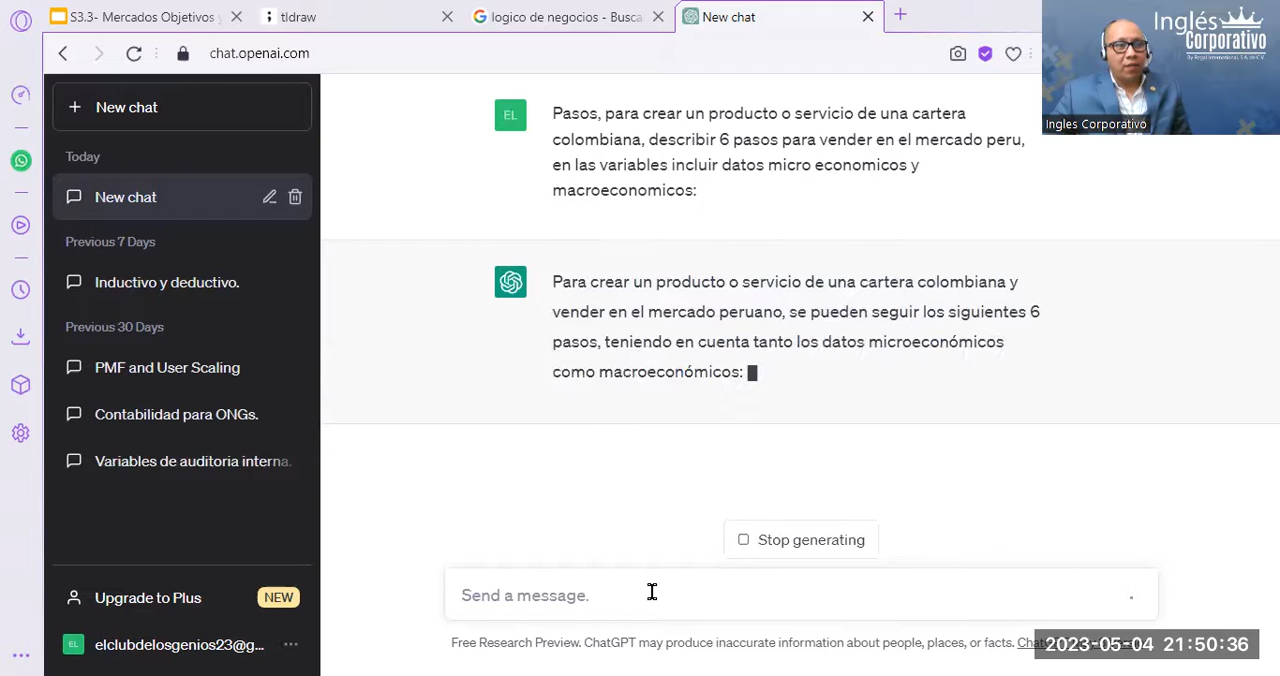 S3.3- Mercados Objetivos
tldraw
logico de negocios - Busca
New chat
chat.openai.com
Inglés
Corporativo
By Regal International, S.A. de C.V.
Ingles Corporativo
New chat
Today
New chat
Previous 7 Days
Inductivo y deductivo.
Previous 30 Days
PMF and User Scaling
Contabilidad para ONGs.
Variables de auditoria interna.
Upgrade to Plus
NEW
EL
elclubdelosgenios23@g...
EL
Pasos, para crear un producto o servicio de una cartera
colombiana, describir 6 pasos para vender en el mercado peru,
en las variables incluir datos micro economicos y
macroeconomicos:
Para crear un producto o servicio de una cartera colombiana y
vender en el mercado peruano, se pueden seguir los siguientes 6
pasos, teniendo en cuenta tanto los datos microeconómicos
como macroeconómicos:
Stop generating
Send a message.
Free Research Preview. ChatGPT may produce inaccurate information about people, places, or facts.
2023-05-04 21:50:36